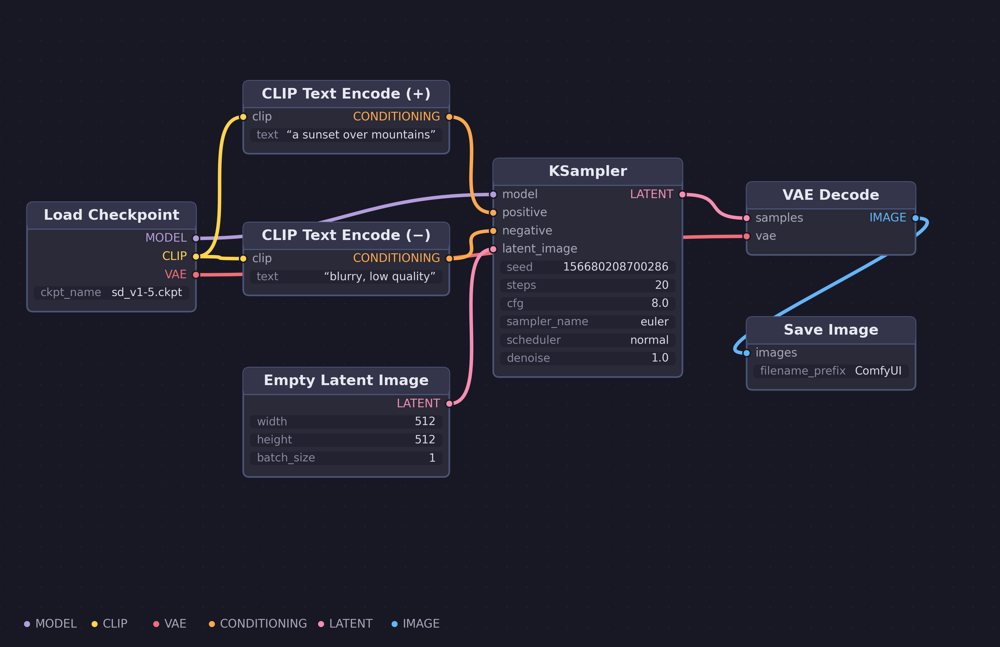 CLIP Text Encode (+)
clip CONDITIONING
text “a sunset over mountains”
Load Checkpoint
MODEL
CLIP
VAE
ckpt_name sd_v1-5.ckpt
CLIP Text Encode (−)
clip CONDITIONING
text “blurry, low quality”
Empty Latent Image
LATENT
width 512
height 512
batch_size 1
KSampler
model LATENT
positive
negative
latent_image
seed 156680208700286
steps 20
cfg 8.0
sampler_name euler
scheduler normal
denoise 1.0
VAE Decode
samples IMAGE
vae
Save Image
images
filename_prefix ComfyUI
MODEL CLIP VAE CONDITIONING LATENT IMAGE